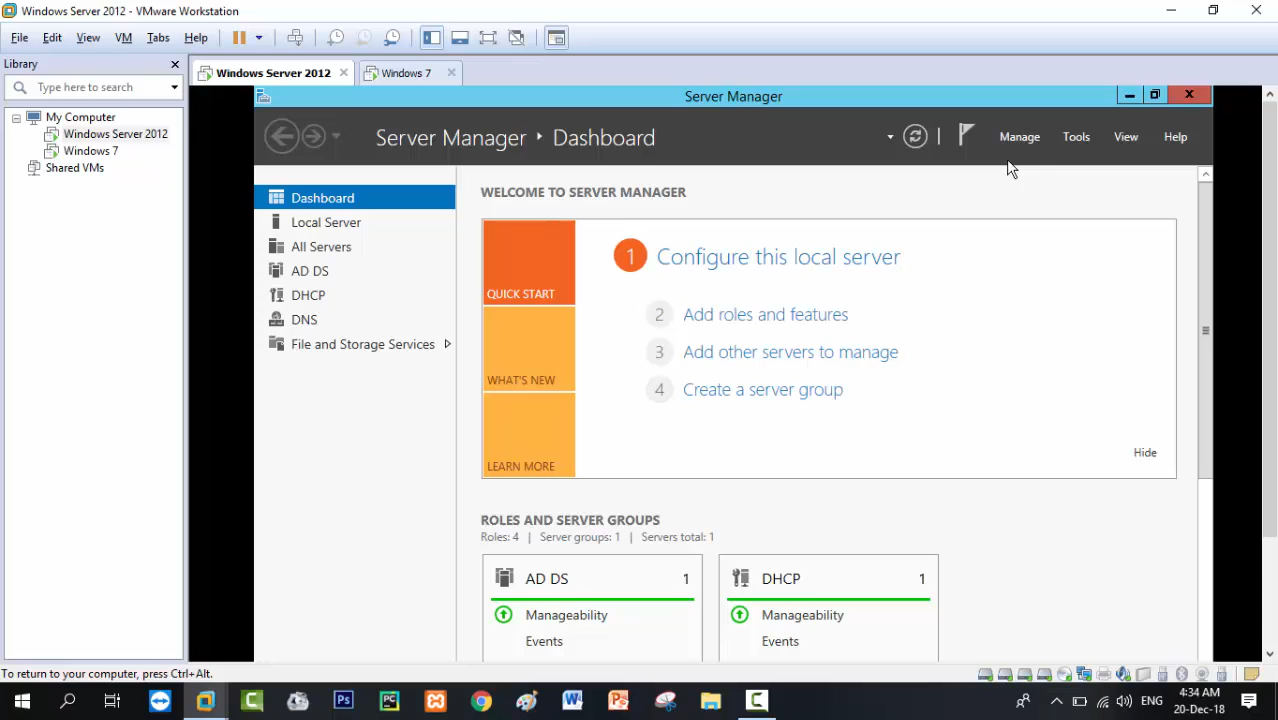 Windows Server 2012 - VMware Workstation
File Edit View VM Tabs Help
Library
Type here to search
My Computer
Windows Server 2012
Windows 7
Shared VMs
Windows Server 2012
Windows 7
Server Manager
Server Manager ‣ Dashboard
Manage Tools View Help
Dashboard
Local Server
All Servers
AD DS
DHCP
DNS
File and Storage Services
WELCOME TO SERVER MANAGER
QUICK START
WHAT'S NEW
LEARN MORE
1 Configure this local server
2 Add roles and features
3 Add other servers to manage
4 Create a server group
Hide
ROLES AND SERVER GROUPS
Roles: 4 | Server groups: 1 | Servers total: 1
AD DS 1
Manageability
Events
DHCP 1
Manageability
Events
To return to your computer, press Ctrl+Alt.
Ps
PC
ENG
4:34 AM
20-Dec-18